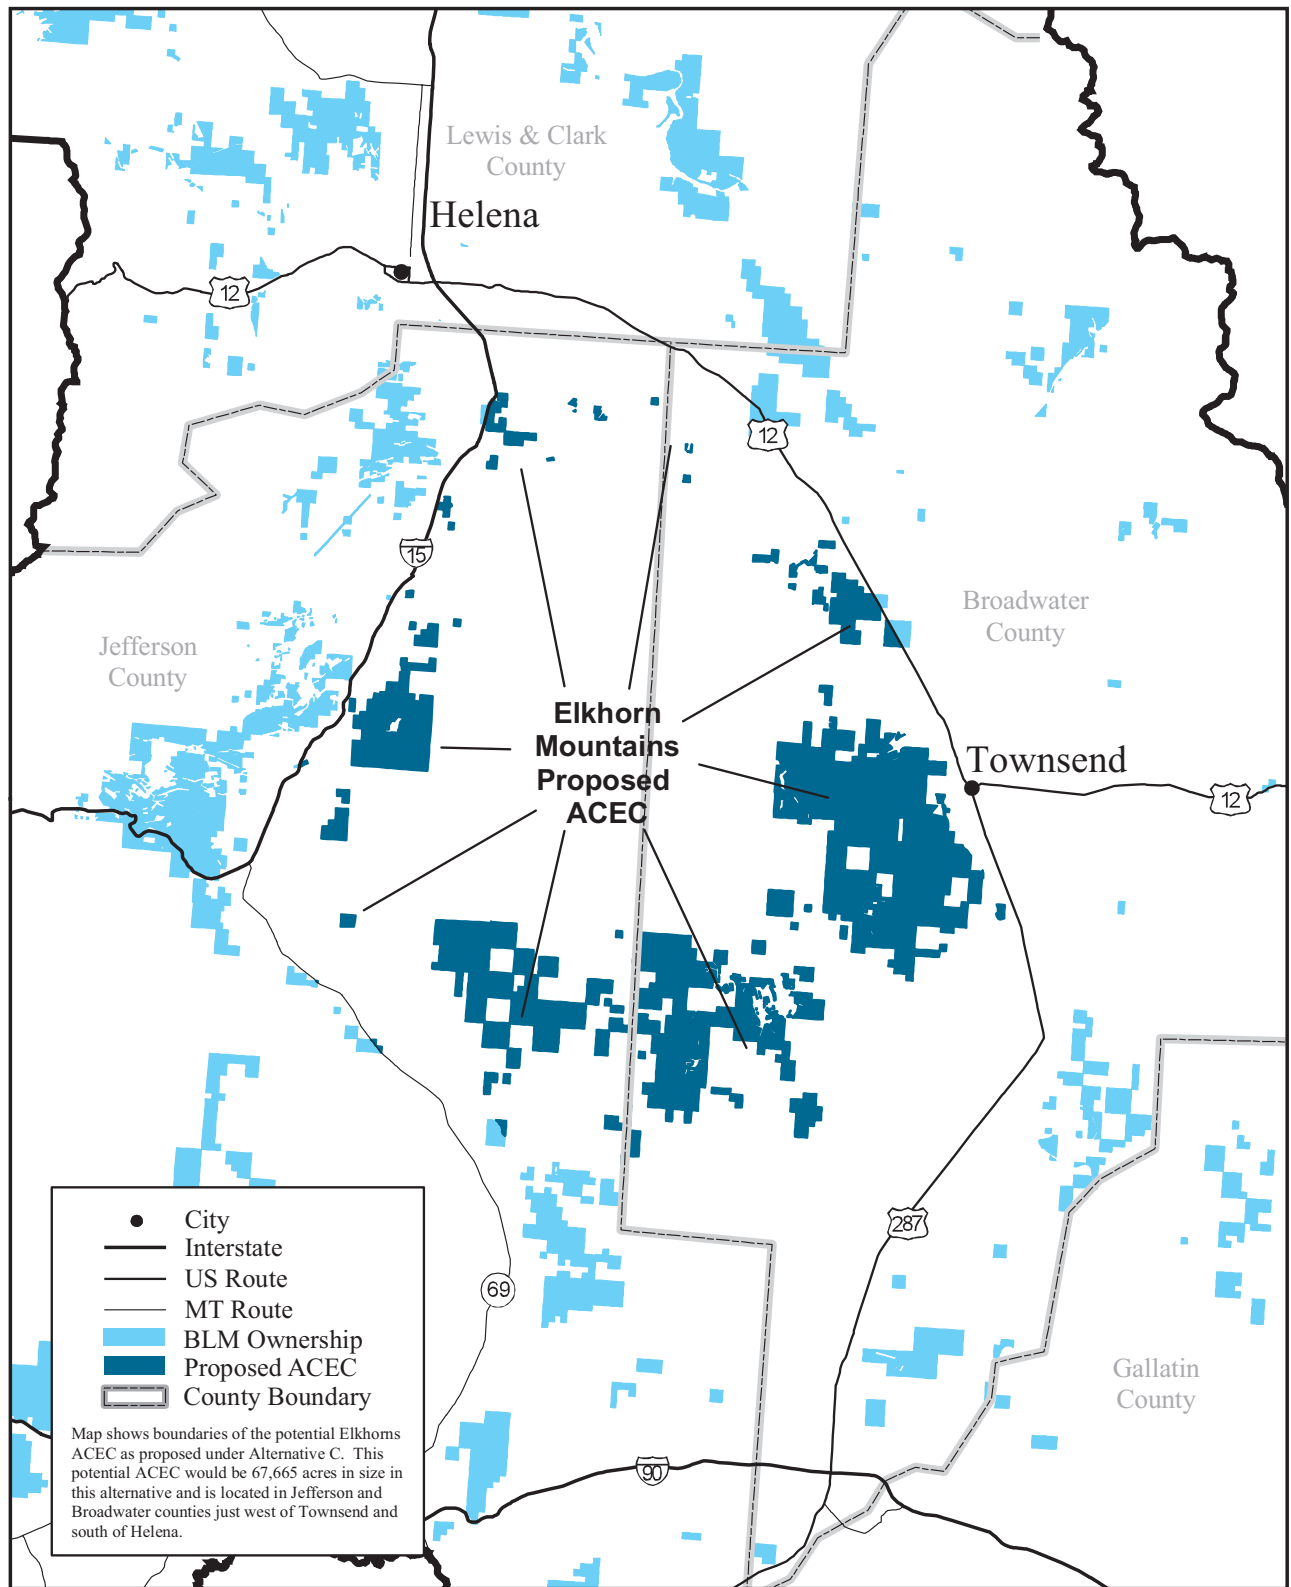 Lewis & Clark
County
Helena
12
12
15
Broadwater
County
Jefferson
County
Elkhorn
Mountains
Proposed
ACEC
Townsend
12
287
69
City
Interstate
US Route
MT Route
BLM Ownership
Proposed ACEC
County Boundary
Map shows boundaries of the potential Elkhorns
ACEC as proposed under Alternative C.  This
potential ACEC would be 67,665 acres in size in
this alternative and is located in Jefferson and
Broadwater counties just west of Townsend and
south of Helena.
Gallatin
County
90